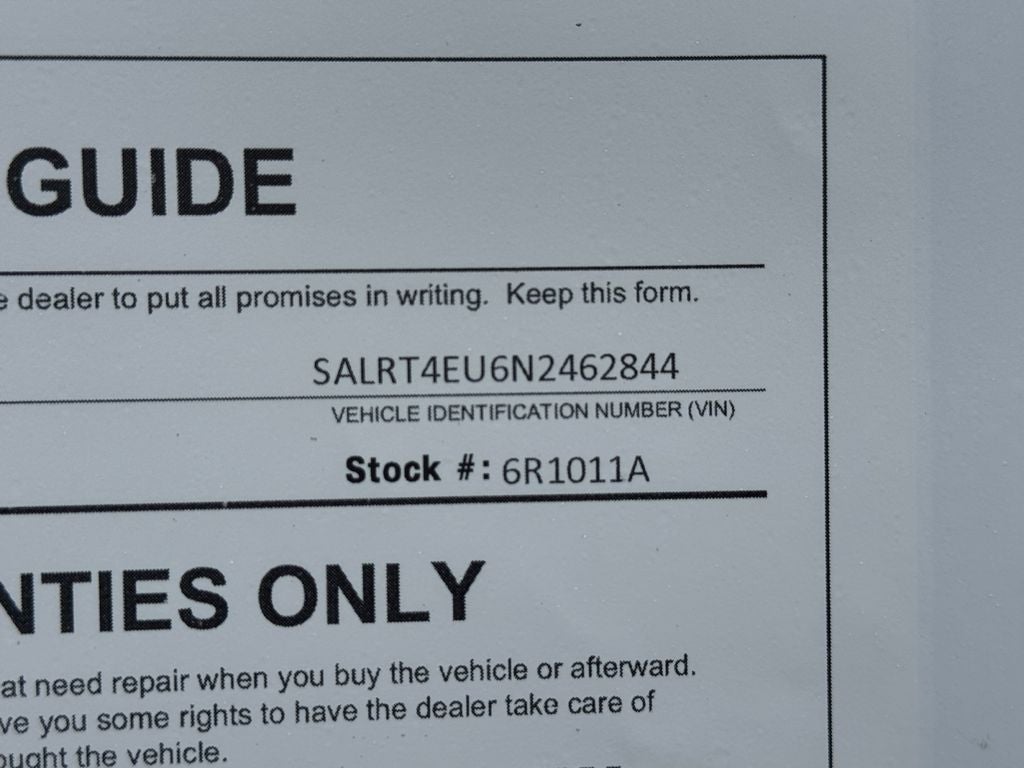 GUIDE
dealer to put all promises in writing. Keep this form.
SALRT4EU6N2462844
VEHICLE IDENTIFICATION NUMBER (VIN)
Stock #: 6R1011A
NTIES ONLY
at need repair when you buy the vehicle or afterward.
ve you some rights to have the dealer take care of
ought the vehicle.